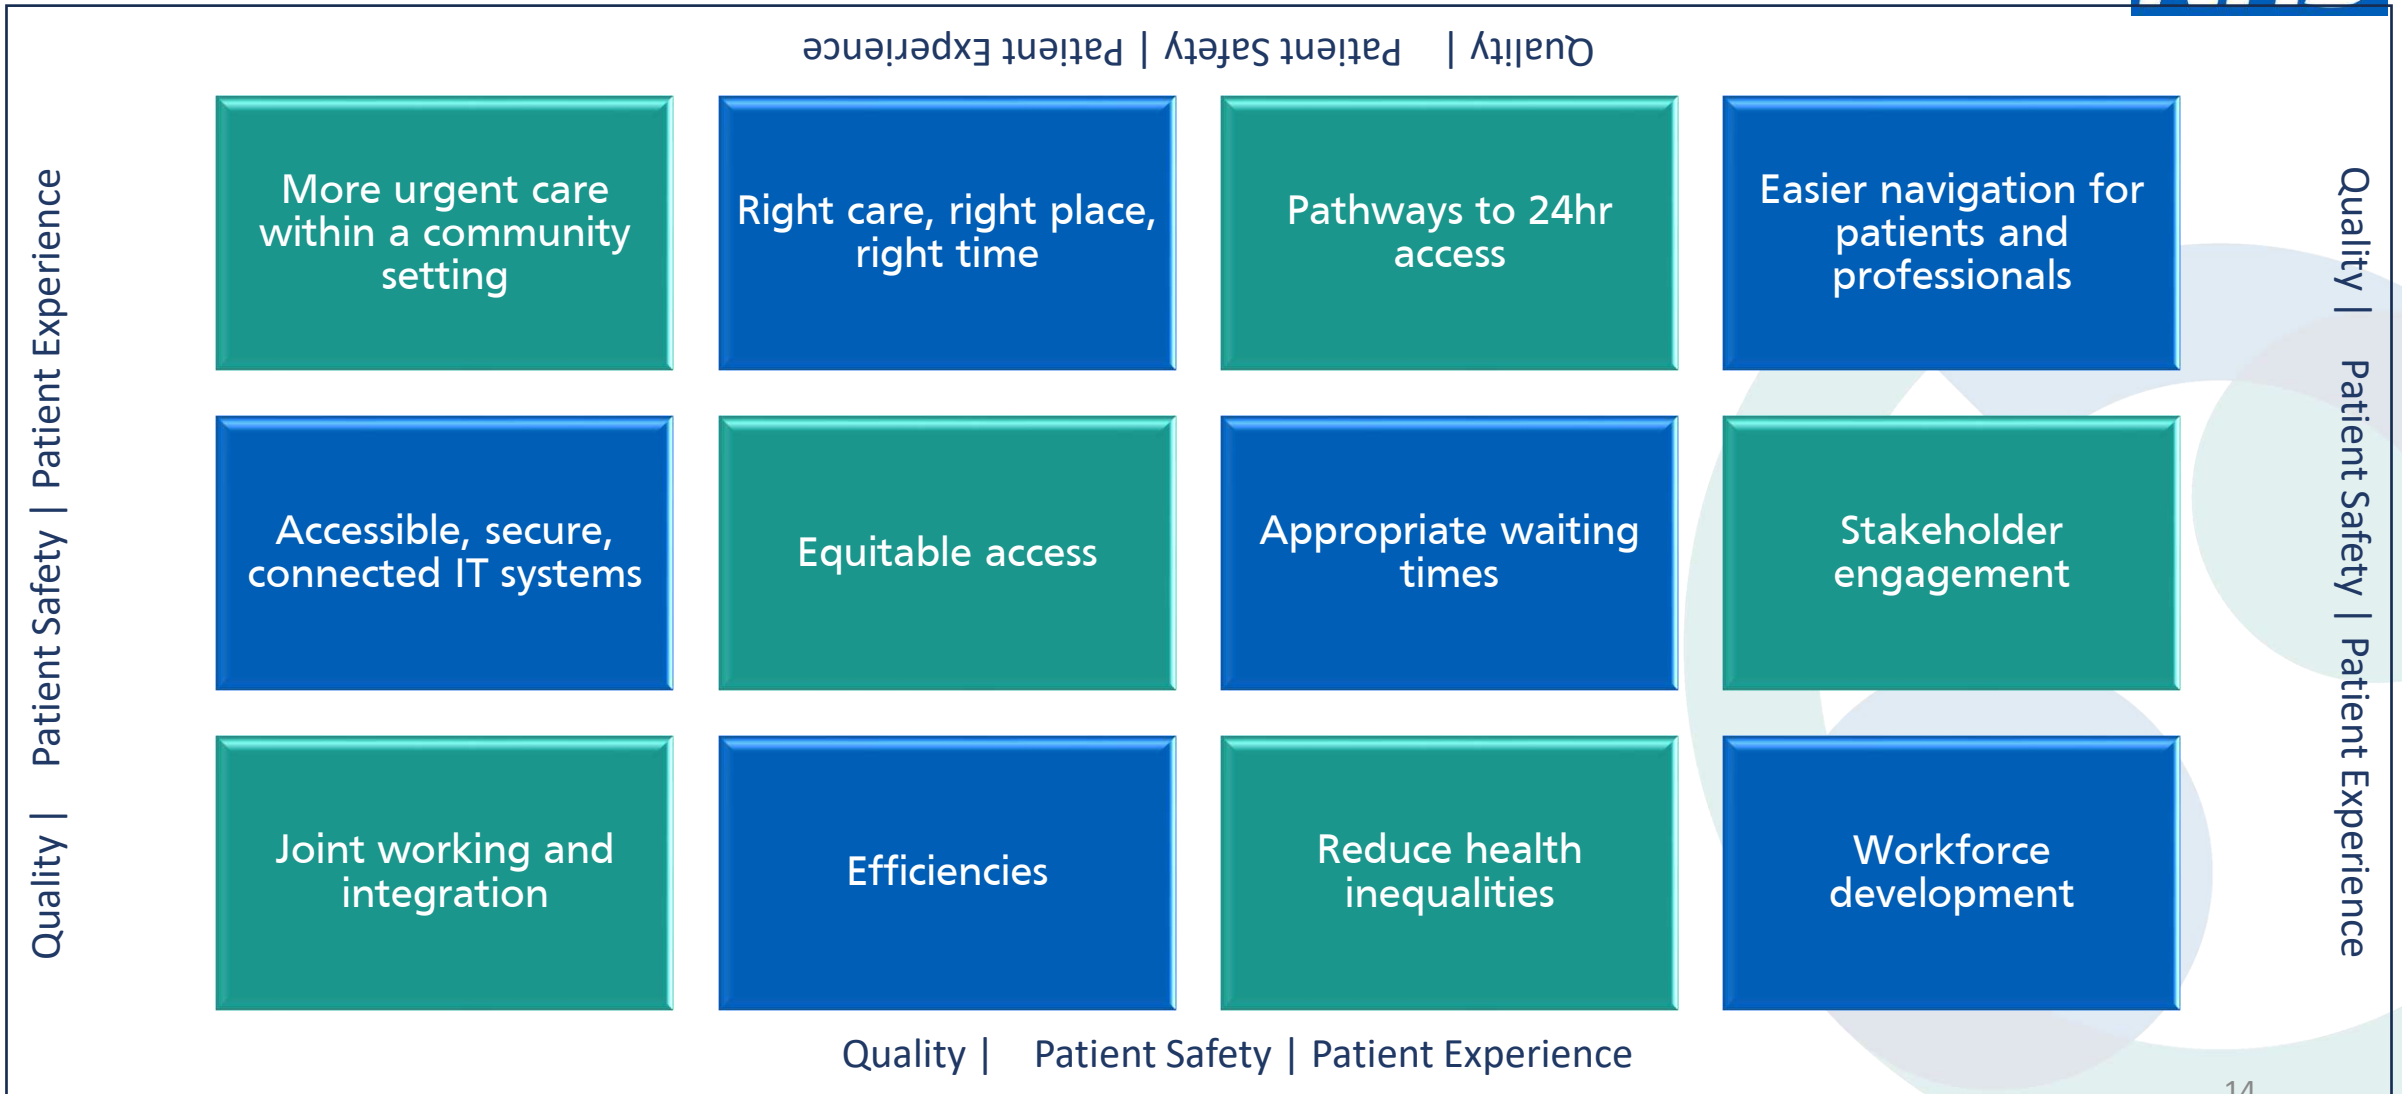 Quality | Patient Safety | Patient Experience
More urgent care
within a community
setting
Right care, right place,
right time
Pathways to 24hr
access
Easier navigation for
patients and
professionals
Accessible, secure,
connected IT systems
Equitable access
Appropriate waiting
times
Stakeholder
engagement
Joint working and
integration
Efficiencies
Reduce health
inequalities
Workforce
development
Quality | Patient Safety | Patient Experience
Quality | Patient Safety | Patient Experience
Quality | Patient Safety | Patient Experience
14